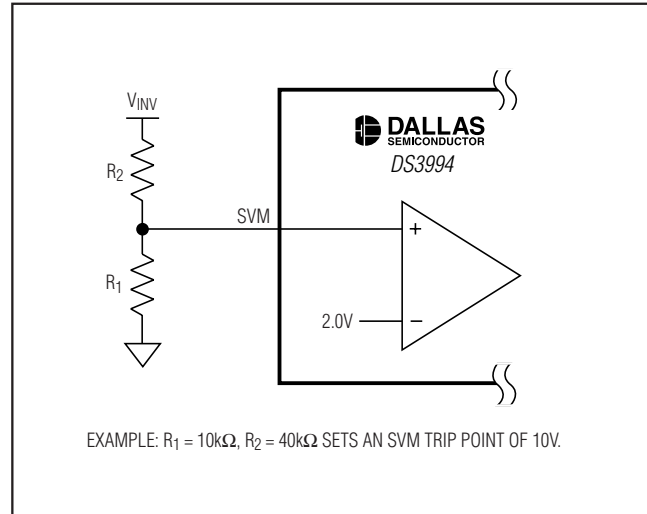 V_INV
DALLAS
SEMICONDUCTOR
DS3994
R₂
SVM
+
R₁
2.0V
−
EXAMPLE: R₁ = 10kΩ, R₂ = 40kΩ SETS AN SVM TRIP POINT OF 10V.